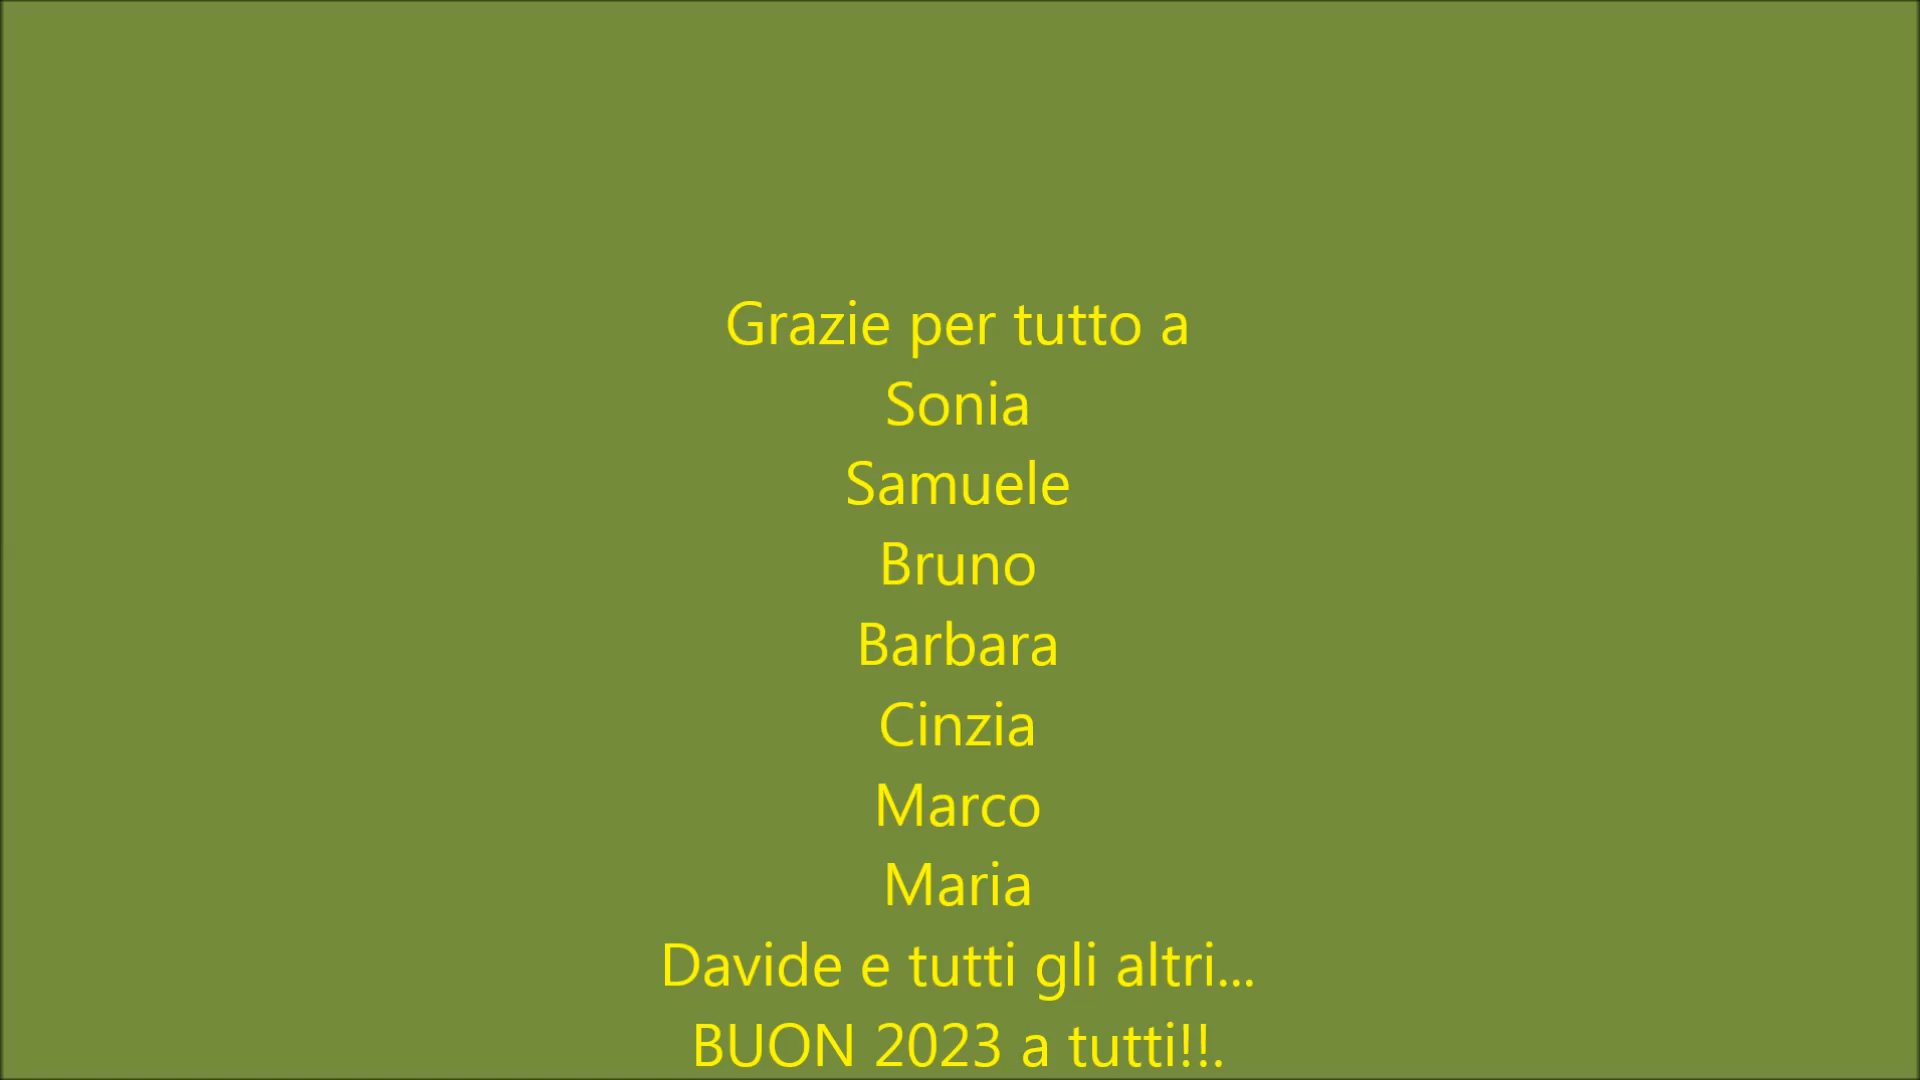 Grazie per tutto a
Sonia
Samuele
Bruno
Barbara
Cinzia
Marco
Maria
Davide e tutti gli altri...
BUON 2023 a tutti!!.